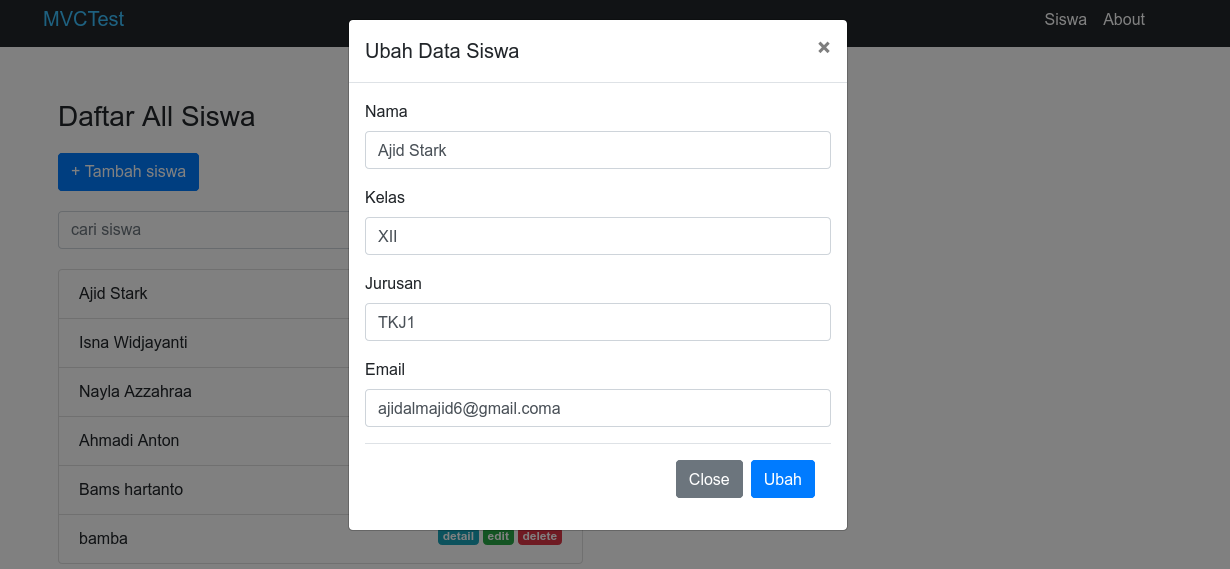 MVCTest
Siswa About
Daftar All Siswa
+ Tambah siswa
cari siswa
Ajid Stark
Isna Widjayanti
Nayla Azzahraa
Ahmadi Anton
Bams hartanto
bamba
detail edit delete
Ubah Data Siswa
×
Nama
Ajid Stark
Kelas
XII
Jurusan
TKJ1
Email
ajidalmajid6@gmail.coma
Close Ubah